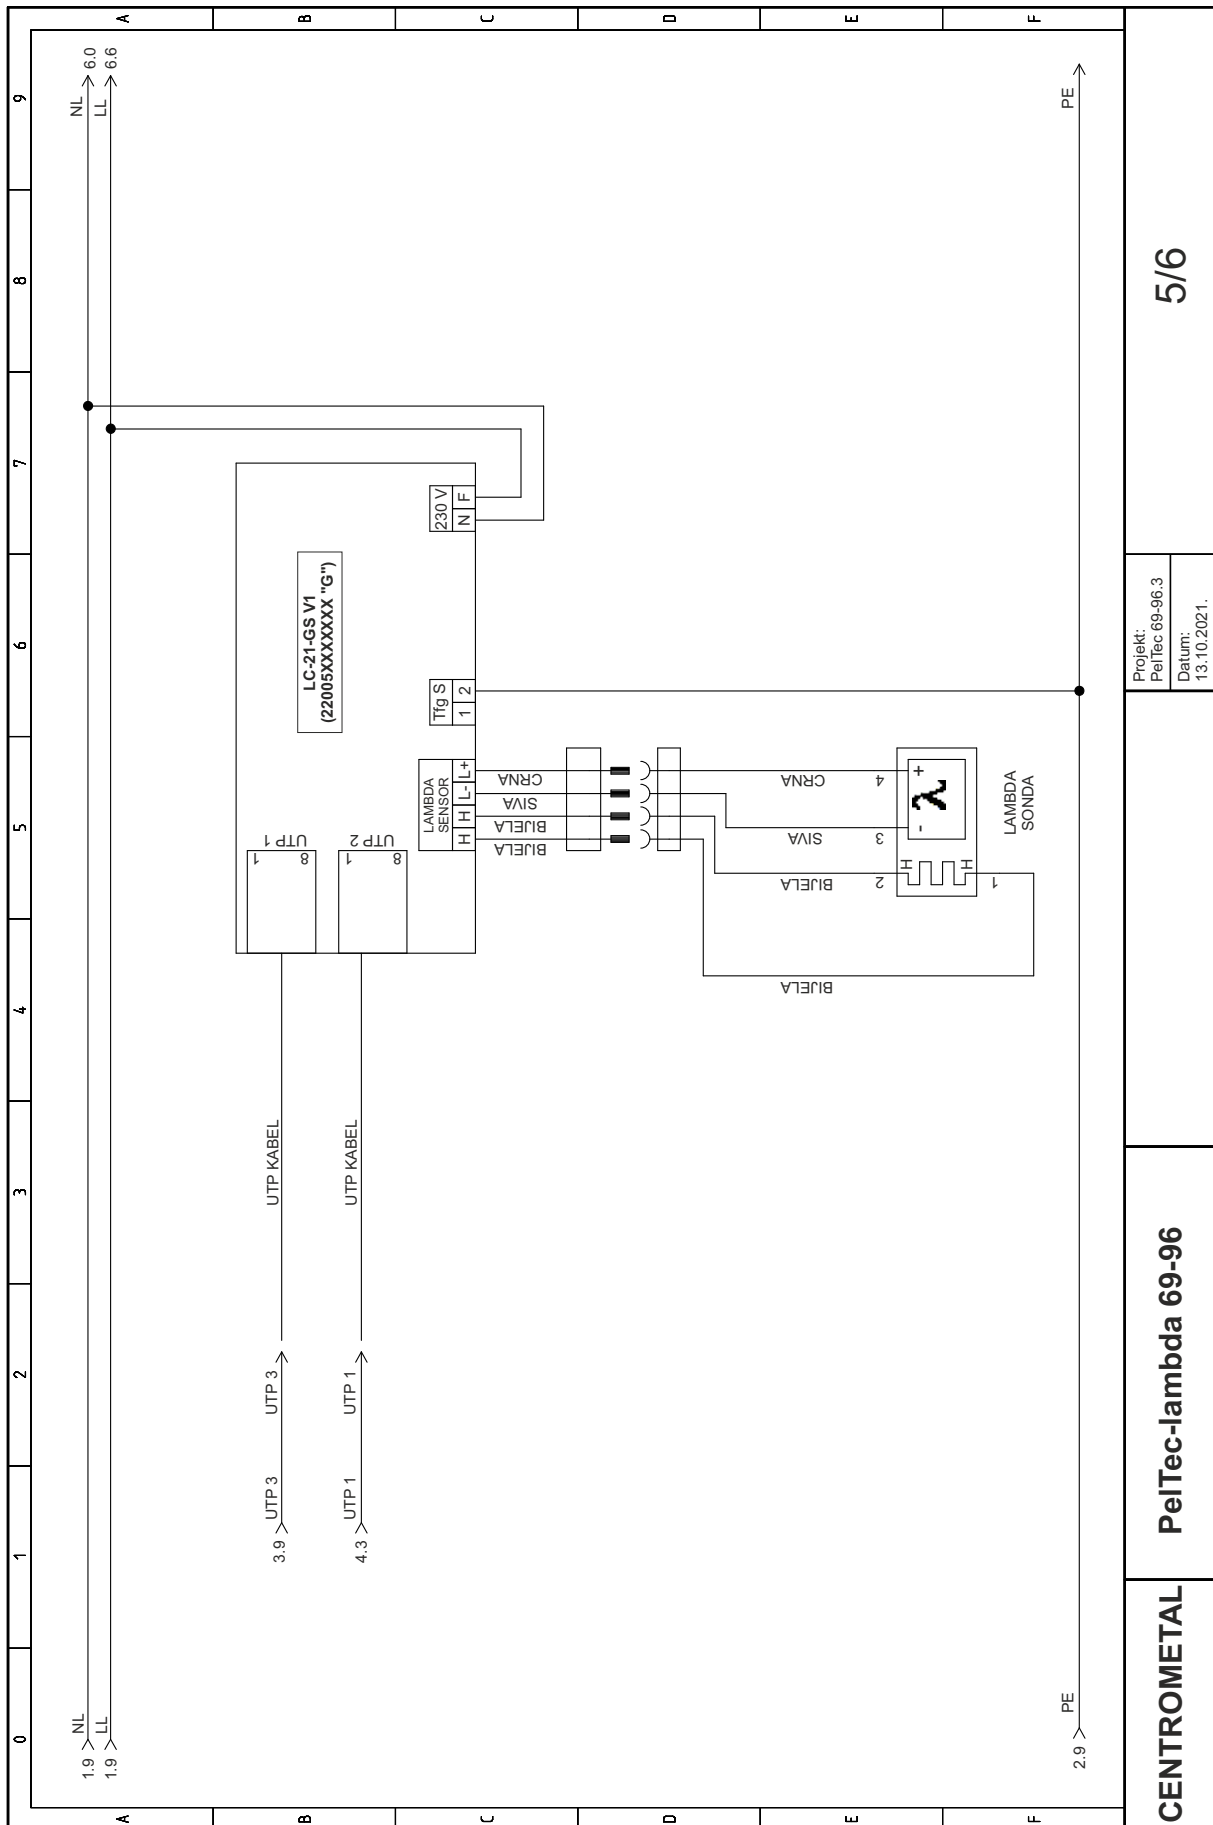 0 1 2 3 4 5 6 7 8 9
A
B
C
D
E
F
A
B
C
D
E
F
1.9 NL
1.9 LL
NL 6.0
LL 6.6
3.9 UTP 3 UTP 3 UTP KABEL
4.3 UTP 1 UTP 1 UTP KABEL
UTP 1
1 8
UTP 2
1 8
LC-21-GS V1
(22005XXXXXXX "G")
LAMBDA
SENSOR
H H L- L+
Tfg S
1 2
230 V
N F
BIJELA
BIJELA
SIVA
CRNA
BIJELA
BIJELA
SIVA
CRNA
1
2
3
4
H H
- λ +
LAMBDA
SONDA
2.9 PE
PE
CENTROMETAL
PelTec-lambda 69-96
Projekt:
PelTec 69-96.3
Datum:
13.10.2021.
5/6